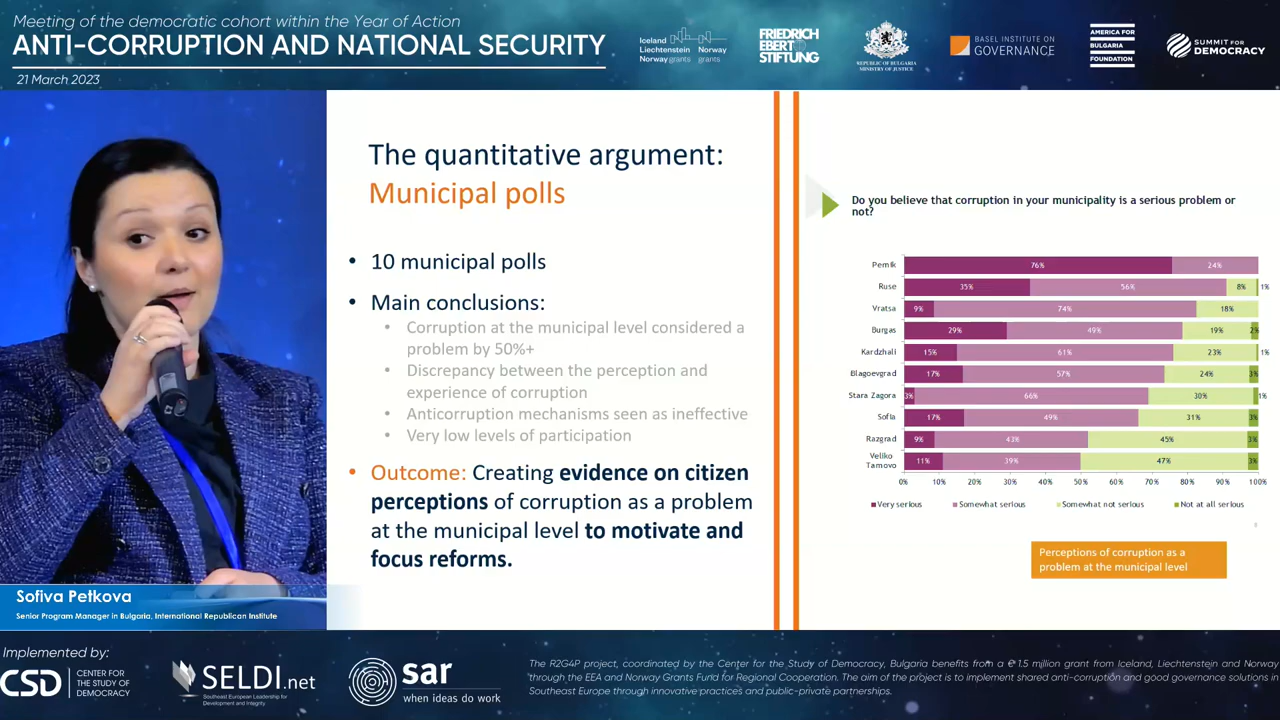 Meeting of the democratic cohort within the Year of Action
ANTI-CORRUPTION AND NATIONAL SECURITY
21 March 2023
Iceland
Liechtenstein Norway
Norway grants grants
FRIEDRICH
EBERT
STIFTUNG
REPUBLIC OF BULGARIA
MINISTRY OF JUSTICE
BASEL INSTITUTE ON
GOVERNANCE
AMERICA FOR
BULGARIA
FOUNDATION
SUMMIT FOR
DEMOCRACY
The quantitative argument:
Municipal polls
• 10 municipal polls
• Main conclusions:
• Corruption at the municipal level considered a
problem by 50%+
• Discrepancy between the perception and
experience of corruption
• Anticorruption mechanisms seen as ineffective
• Very low levels of participation
• Outcome: Creating evidence on citizen
perceptions of corruption as a problem
at the municipal level to motivate and
focus reforms.
Do you believe that corruption in your municipality is a serious problem or
not?
Pernik 76% 24%
Ruse 35% 56% 8% 1%
Vratsa 9% 74% 18%
Burgas 29% 49% 19% 2%
Kardzhali 15% 61% 23% 1%
Blagoevgrad 17% 57% 24% 3%
Stara Zagora 3% 66% 30% 1%
Sofia 17% 49% 31% 3%
Razgrad 9% 43% 45% 3%
Veliko
Tarnovo 11% 39% 47% 3%
0% 10% 20% 30% 40% 50% 60% 70% 80% 90% 100%
Very serious Somewhat serious Somewhat not serious Not at all serious
8
Perceptions of corruption as a
problem at the municipal level
Sofiya Petkova
Senior Program Manager in Bulgaria, International Republican Institute
Implemented by:
CSD
CENTER FOR
THE STUDY OF
DEMOCRACY
SELDI.net
Southeast European Leadership for
Development and Integrity
sar
when ideas do work
The R2G4P project, coordinated by the Center for the Study of Democracy, Bulgaria benefits from a € 1.5 million grant from Iceland, Liechtenstein and Norway
through the EEA and Norway Grants Fund for Regional Cooperation. The aim of the project is to implement shared anti-corruption and good governance solutions in
Southeast Europe through innovative practices and public-private partnerships.